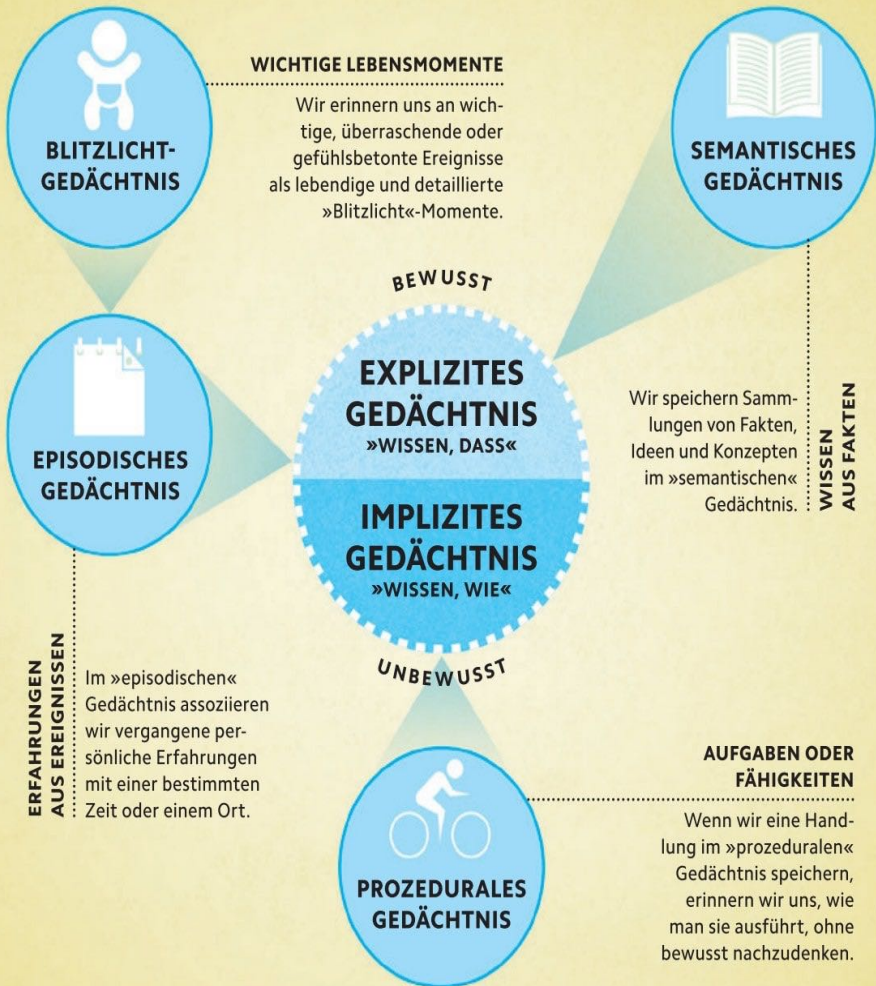 BLITZLICHT-
GEDÄCHTNIS
WICHTIGE LEBENSMOMENTE
Wir erinnern uns an wich-
tige, überraschende oder
gefühlsbetonte Ereignisse
als lebendige und detaillierte
»Blitzlicht«-Momente.
SEMANTISCHES
GEDÄCHTNIS
BEWUSST
EXPLIZITES
GEDÄCHTNIS
»WISSEN, DASS«
IMPLIZITES
GEDÄCHTNIS
»WISSEN, WIE«
UNBEWUSST
EPISODISCHES
GEDÄCHTNIS
Wir speichern Samm-
lungen von Fakten,
Ideen und Konzepten
im »semantischen«
Gedächtnis.
WISSEN
AUS FAKTEN
ERFAHRUNGEN
AUS EREIGNISSEN
Im »episodischen«
Gedächtnis assoziieren
wir vergangene per-
sönliche Erfahrungen
mit einer bestimmten
Zeit oder einem Ort.
PROZEDURALES
GEDÄCHTNIS
AUFGABEN ODER
FÄHIGKEITEN
Wenn wir eine Hand-
lung im »prozeduralen«
Gedächtnis speichern,
erinnern wir uns, wie
man sie ausführt, ohne
bewusst nachzudenken.